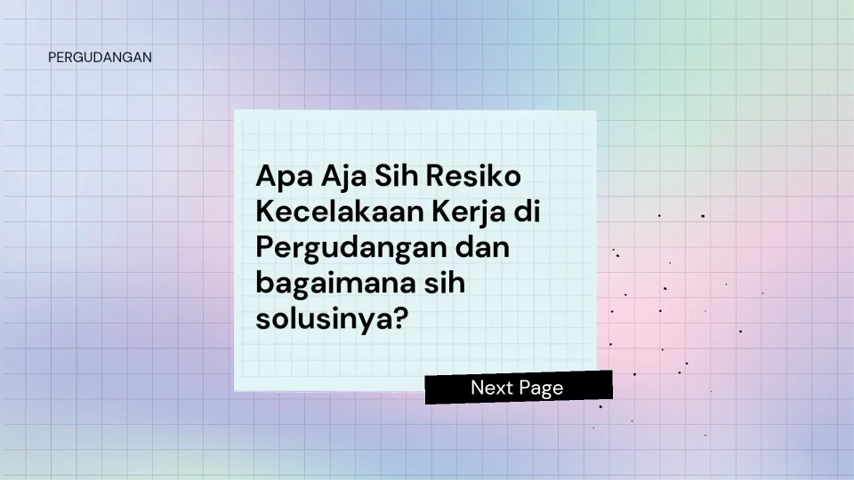 PERGUDANGAN
Apa Aja Sih Resiko
Kecelakaan Kerja di
Pergudangan dan
bagaimana sih
solusinya?
Next Page